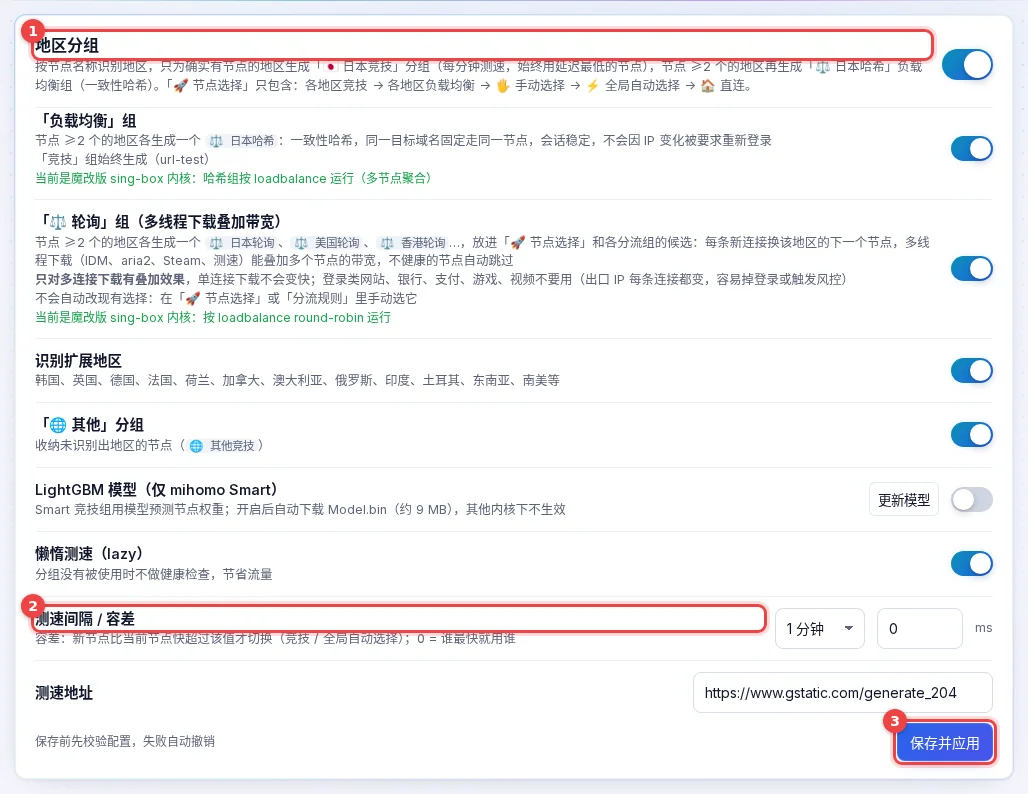 1
地区分组
按节点名称识别地区，只为确实有节点的地区生成「🇯🇵 日本竞技」分组（每分钟测速，始终用延迟最低的节点），节点 ≥2 个的地区再生成「⚖️ 日本哈希」负载
均衡组（一致性哈希）。「🚀 节点选择」只包含：各地区竞技 → 各地区负载均衡 → 🖐 手动选择 → ⚡ 全局自动选择 → 🏠 直连。
「负载均衡」组
节点 ≥2 个的地区各生成一个 ⚖️ 日本哈希：一致性哈希，同一目标域名固定走同一节点，会话稳定，不会因 IP 变化被要求重新登录
「竞技」组始终生成（url-test）
当前是魔改版 sing-box 内核：哈希组按 loadbalance 运行（多节点聚合）
「⚖️ 轮询」组（多线程下载叠加带宽）
节点 ≥2 个的地区各生成一个 ⚖️ 日本轮询 、 ⚖️ 美国轮询 、 ⚖️ 香港轮询 …，放进「🚀 节点选择」和各分流组的候选：每条新连接换该地区的下一个节点，多线
程下载（IDM、aria2、Steam、测速）能叠加多个节点的带宽，不健康的节点自动跳过
只对多连接下载有叠加效果，单连接下载不会变快；登录类网站、银行、支付、游戏、视频不要用（出口 IP 每条连接都变，容易掉登录或触发风控）
不会自动改现有选择：在「🚀 节点选择」或「分流规则」里手动选它
当前是魔改版 sing-box 内核：按 loadbalance round-robin 运行
识别扩展地区
韩国、英国、德国、法国、荷兰、加拿大、澳大利亚、俄罗斯、印度、土耳其、东南亚、南美等
「🌐 其他」分组
收纳未识别出地区的节点（ 🌐 其他竞技 ）
LightGBM 模型（仅 mihomo Smart）
Smart 竞技组用模型预测节点权重；开启后自动下载 Model.bin（约 9 MB），其他内核下不生效
更新模型
懒惰测速（lazy）
分组没有被使用时不做健康检查，节省流量
2
测速间隔 / 容差
容差：新节点比当前节点快超过该值才切换（竞技 / 全局自动选择）；0 = 谁最快就用谁
1 分钟
0
ms
测速地址
https://www.gstatic.com/generate_204
保存前先校验配置，失败自动撤销
3
保存并应用